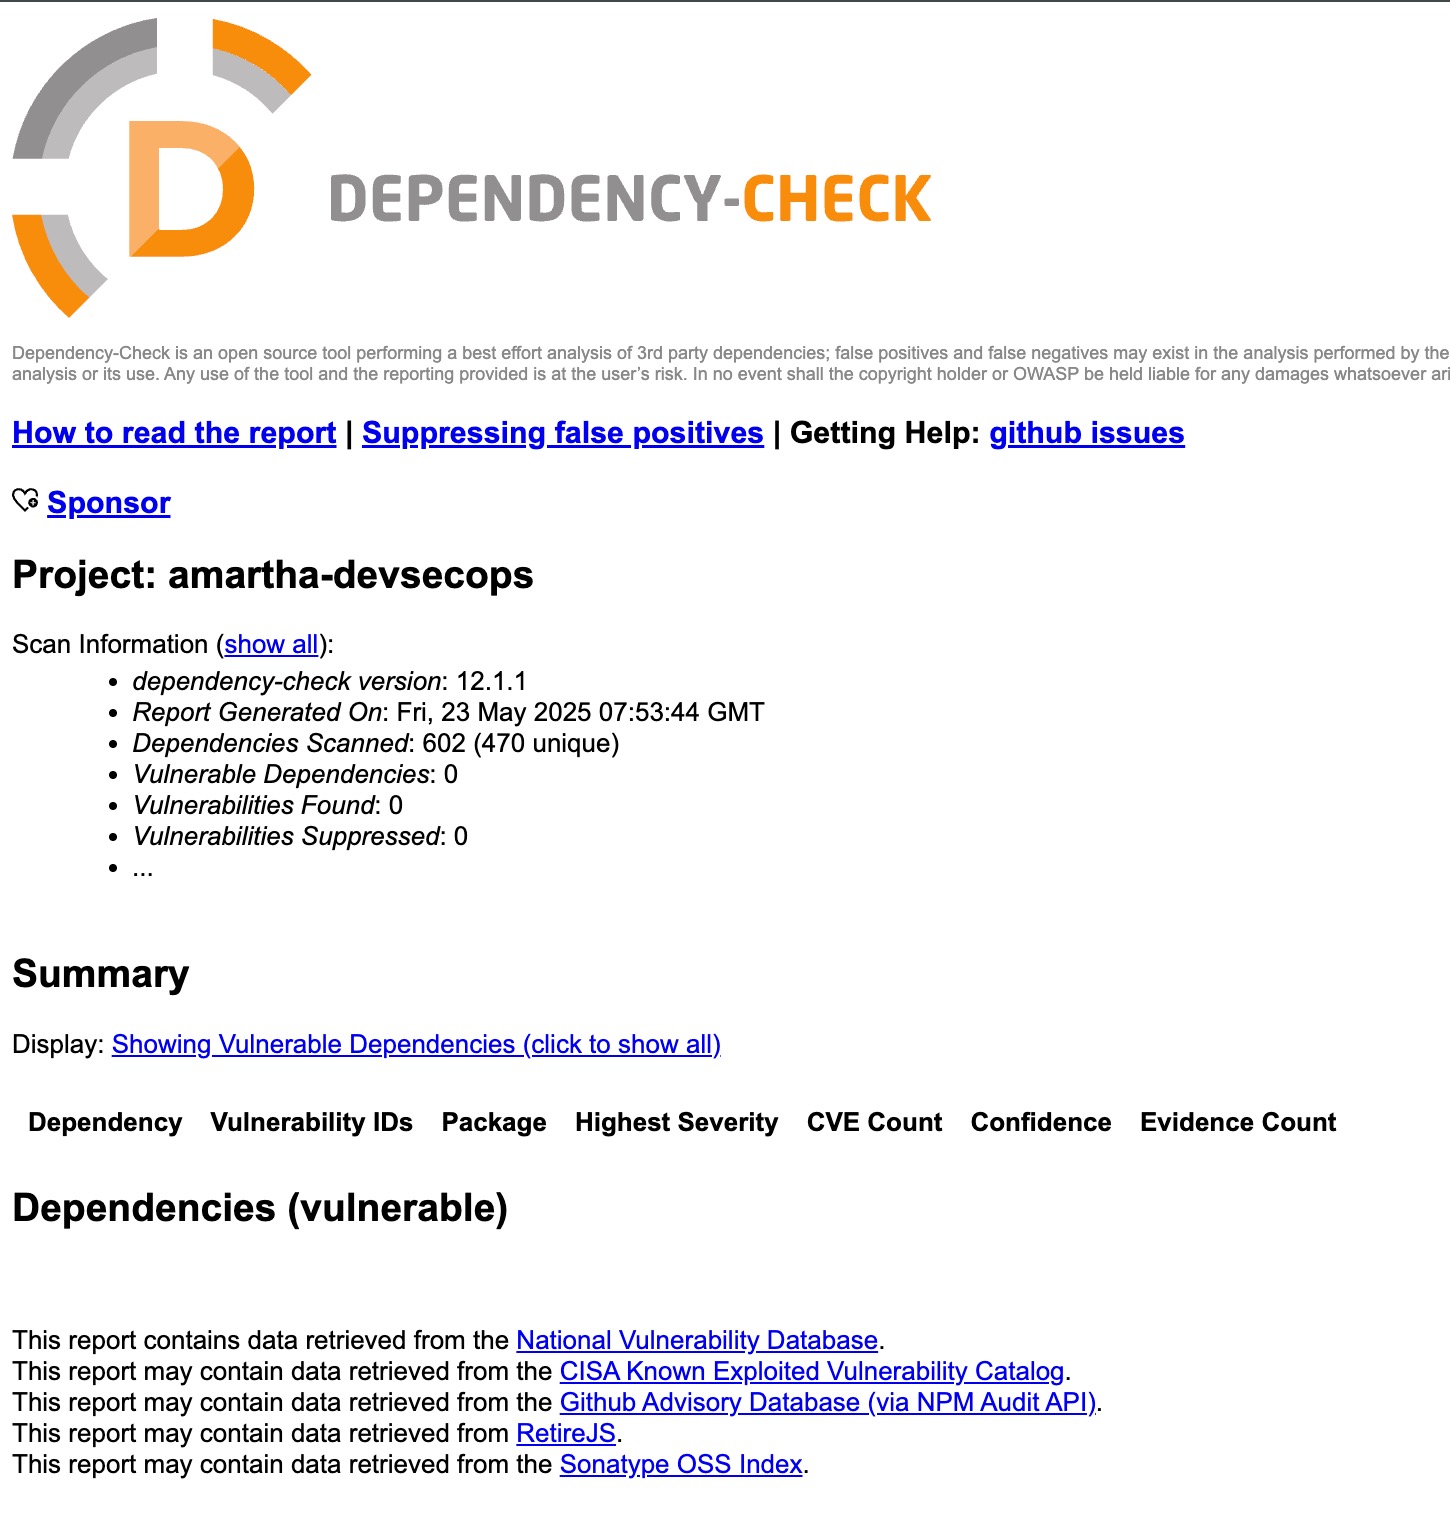 D
DEPENDENCY-CHECK
Dependency-Check is an open source tool performing a best effort analysis of 3rd party dependencies; false positives and false negatives may exist in the analysis performed by the
analysis or its use. Any use of the tool and the reporting provided is at the user’s risk. In no event shall the copyright holder or OWASP be held liable for any damages whatsoever ari
How to read the report | Suppressing false positives | Getting Help: github issues
Sponsor
Project: amartha-devsecops
Scan Information (show all):
• dependency-check version: 12.1.1
• Report Generated On: Fri, 23 May 2025 07:53:44 GMT
• Dependencies Scanned: 602 (470 unique)
• Vulnerable Dependencies: 0
• Vulnerabilities Found: 0
• Vulnerabilities Suppressed: 0
• ...
Summary
Display: Showing Vulnerable Dependencies (click to show all)
Dependency Vulnerability IDs Package Highest Severity CVE Count Confidence Evidence Count
Dependencies (vulnerable)
This report contains data retrieved from the National Vulnerability Database.
This report may contain data retrieved from the CISA Known Exploited Vulnerability Catalog.
This report may contain data retrieved from the Github Advisory Database (via NPM Audit API).
This report may contain data retrieved from RetireJS.
This report may contain data retrieved from the Sonatype OSS Index.